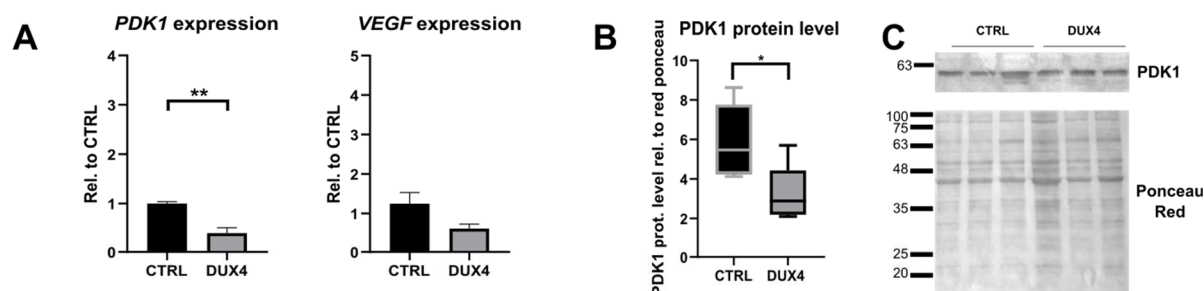 A
PDK1 expression
Rel. to CTRL
4
3
2
1
0
**
CTRL
DUX4
VEGF expression
Rel. to CTRL
5
4
3
2
1
0
CTRL
DUX4
B
PDK1 protein level
PDK1 prot. level rel. to red ponceau
10
8
6
4
2
0
*
CTRL
DUX4
C
CTRL
DUX4
63
PDK1
100
75
63
48
35
25
20
Ponceau
Red